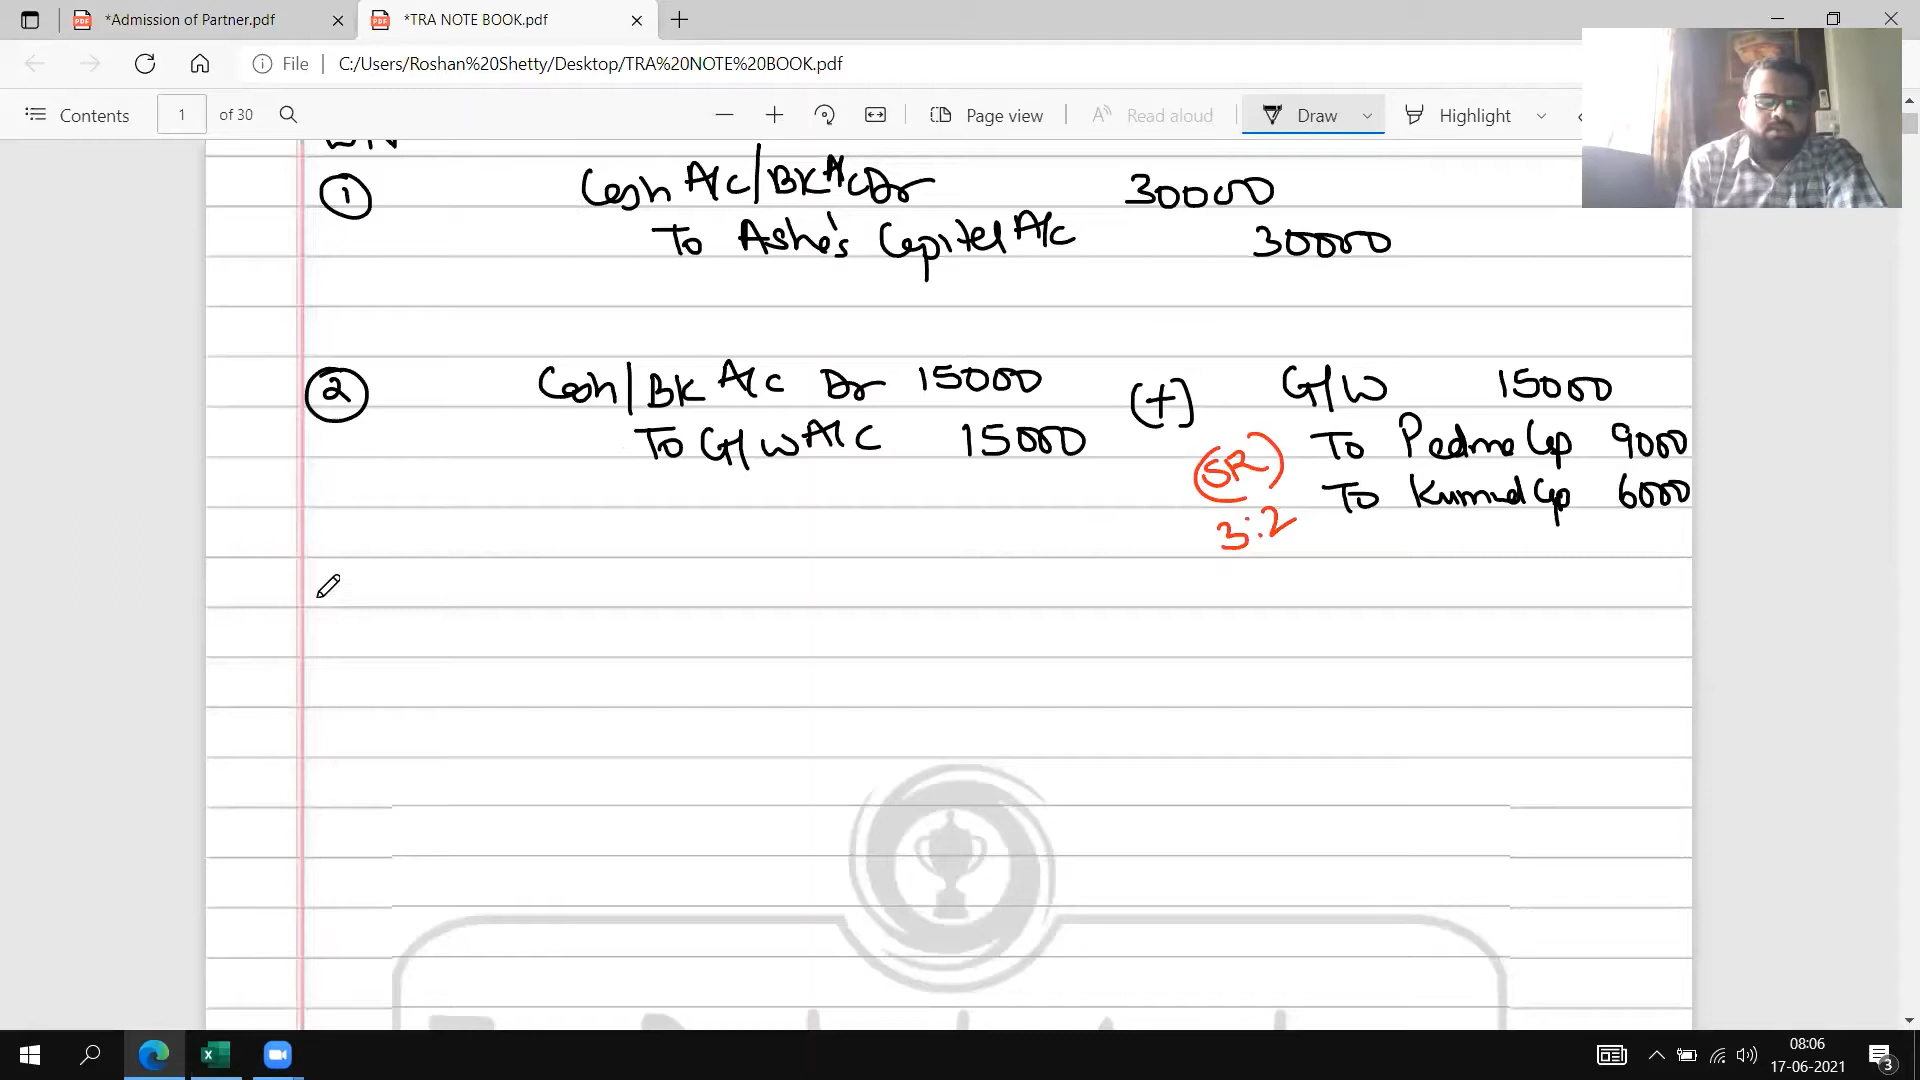 *Admission of Partner.pdf
*TRA NOTE BOOK.pdf
File
C:/Users/Roshan%20Shetty/Desktop/TRA%20NOTE%20BOOK.pdf
Contents 1 of 30 Page view Read aloud Draw Highlight
WN
1 Cash A/c/BK A/c Dr 30000
To Asha's Capital A/c 30000
2 Cash/BK A/c Dr 15000 (+) G/W 15000
To G/W A/C 15000 To Padma Cap 9000
SR To Kumud Cap 6000
3:2
08:06
17-06-2021
3